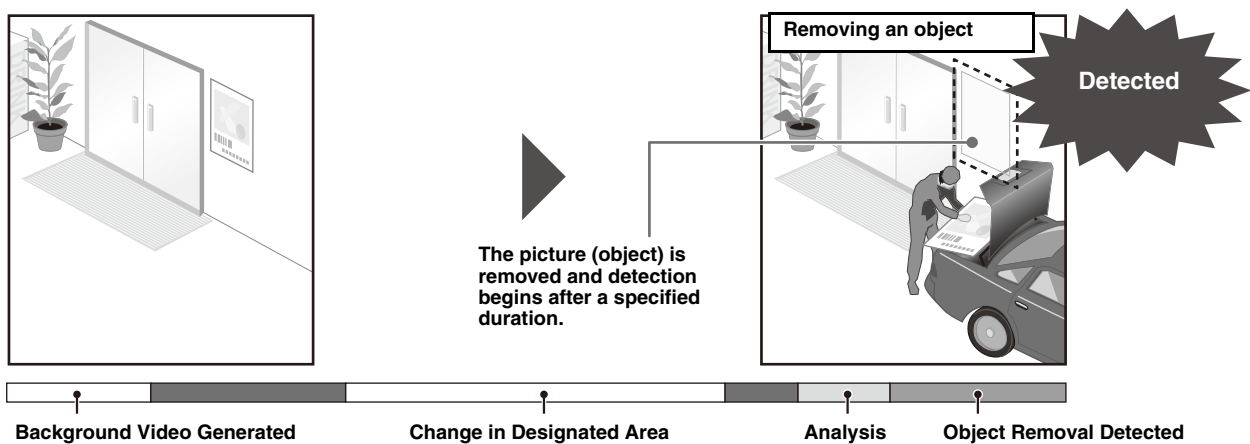 Removing an object
Detected
The picture (object) is
removed and detection
begins after a specified
duration.
Background Video Generated
Change in Designated Area
Analysis
Object Removal Detected